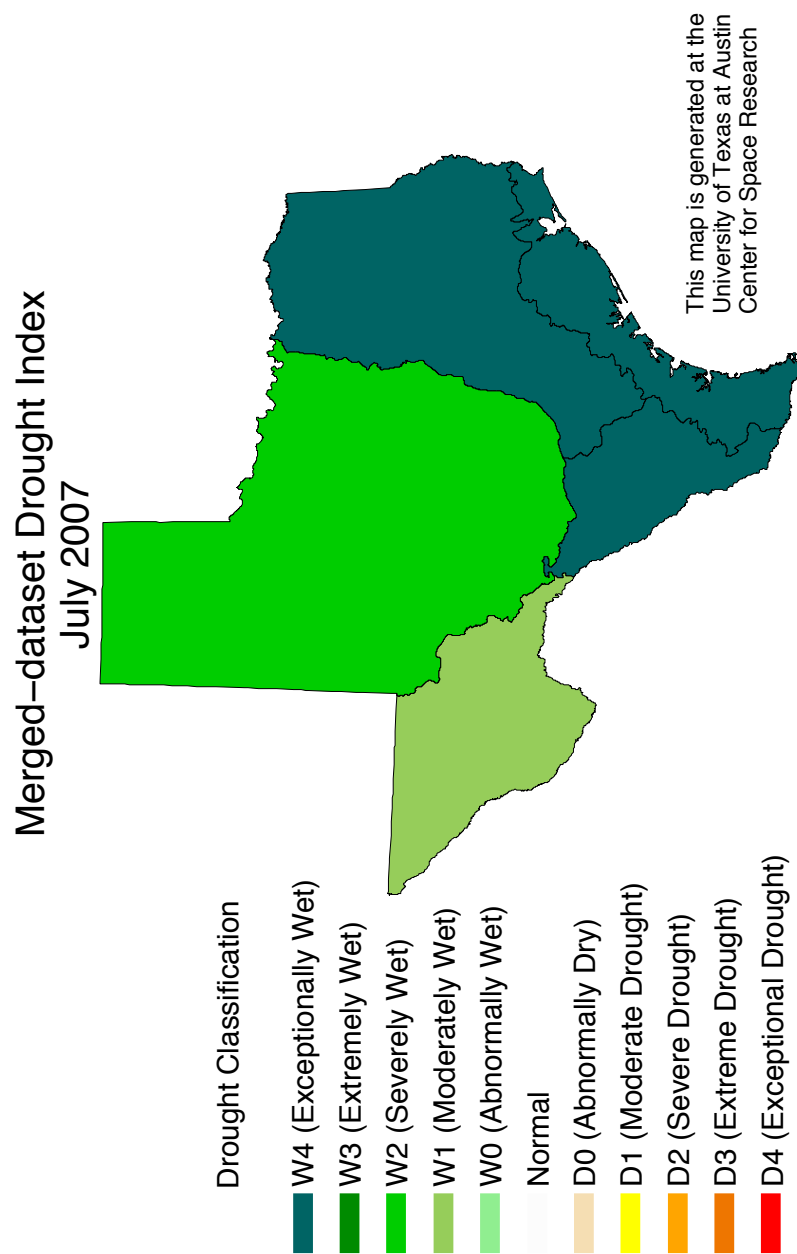 Merged−dataset Drought Index
July 2007
Drought Classification
W4 (Exceptionally Wet)
W3 (Extremely Wet)
W2 (Severely Wet)
W1 (Moderately Wet)
W0 (Abnormally Wet)
Normal
D0 (Abnormally Dry)
D1 (Moderate Drought)
D2 (Severe Drought)
D3 (Extreme Drought)
D4 (Exceptional Drought)
This map is generated at the
University of Texas at Austin
Center for Space Research